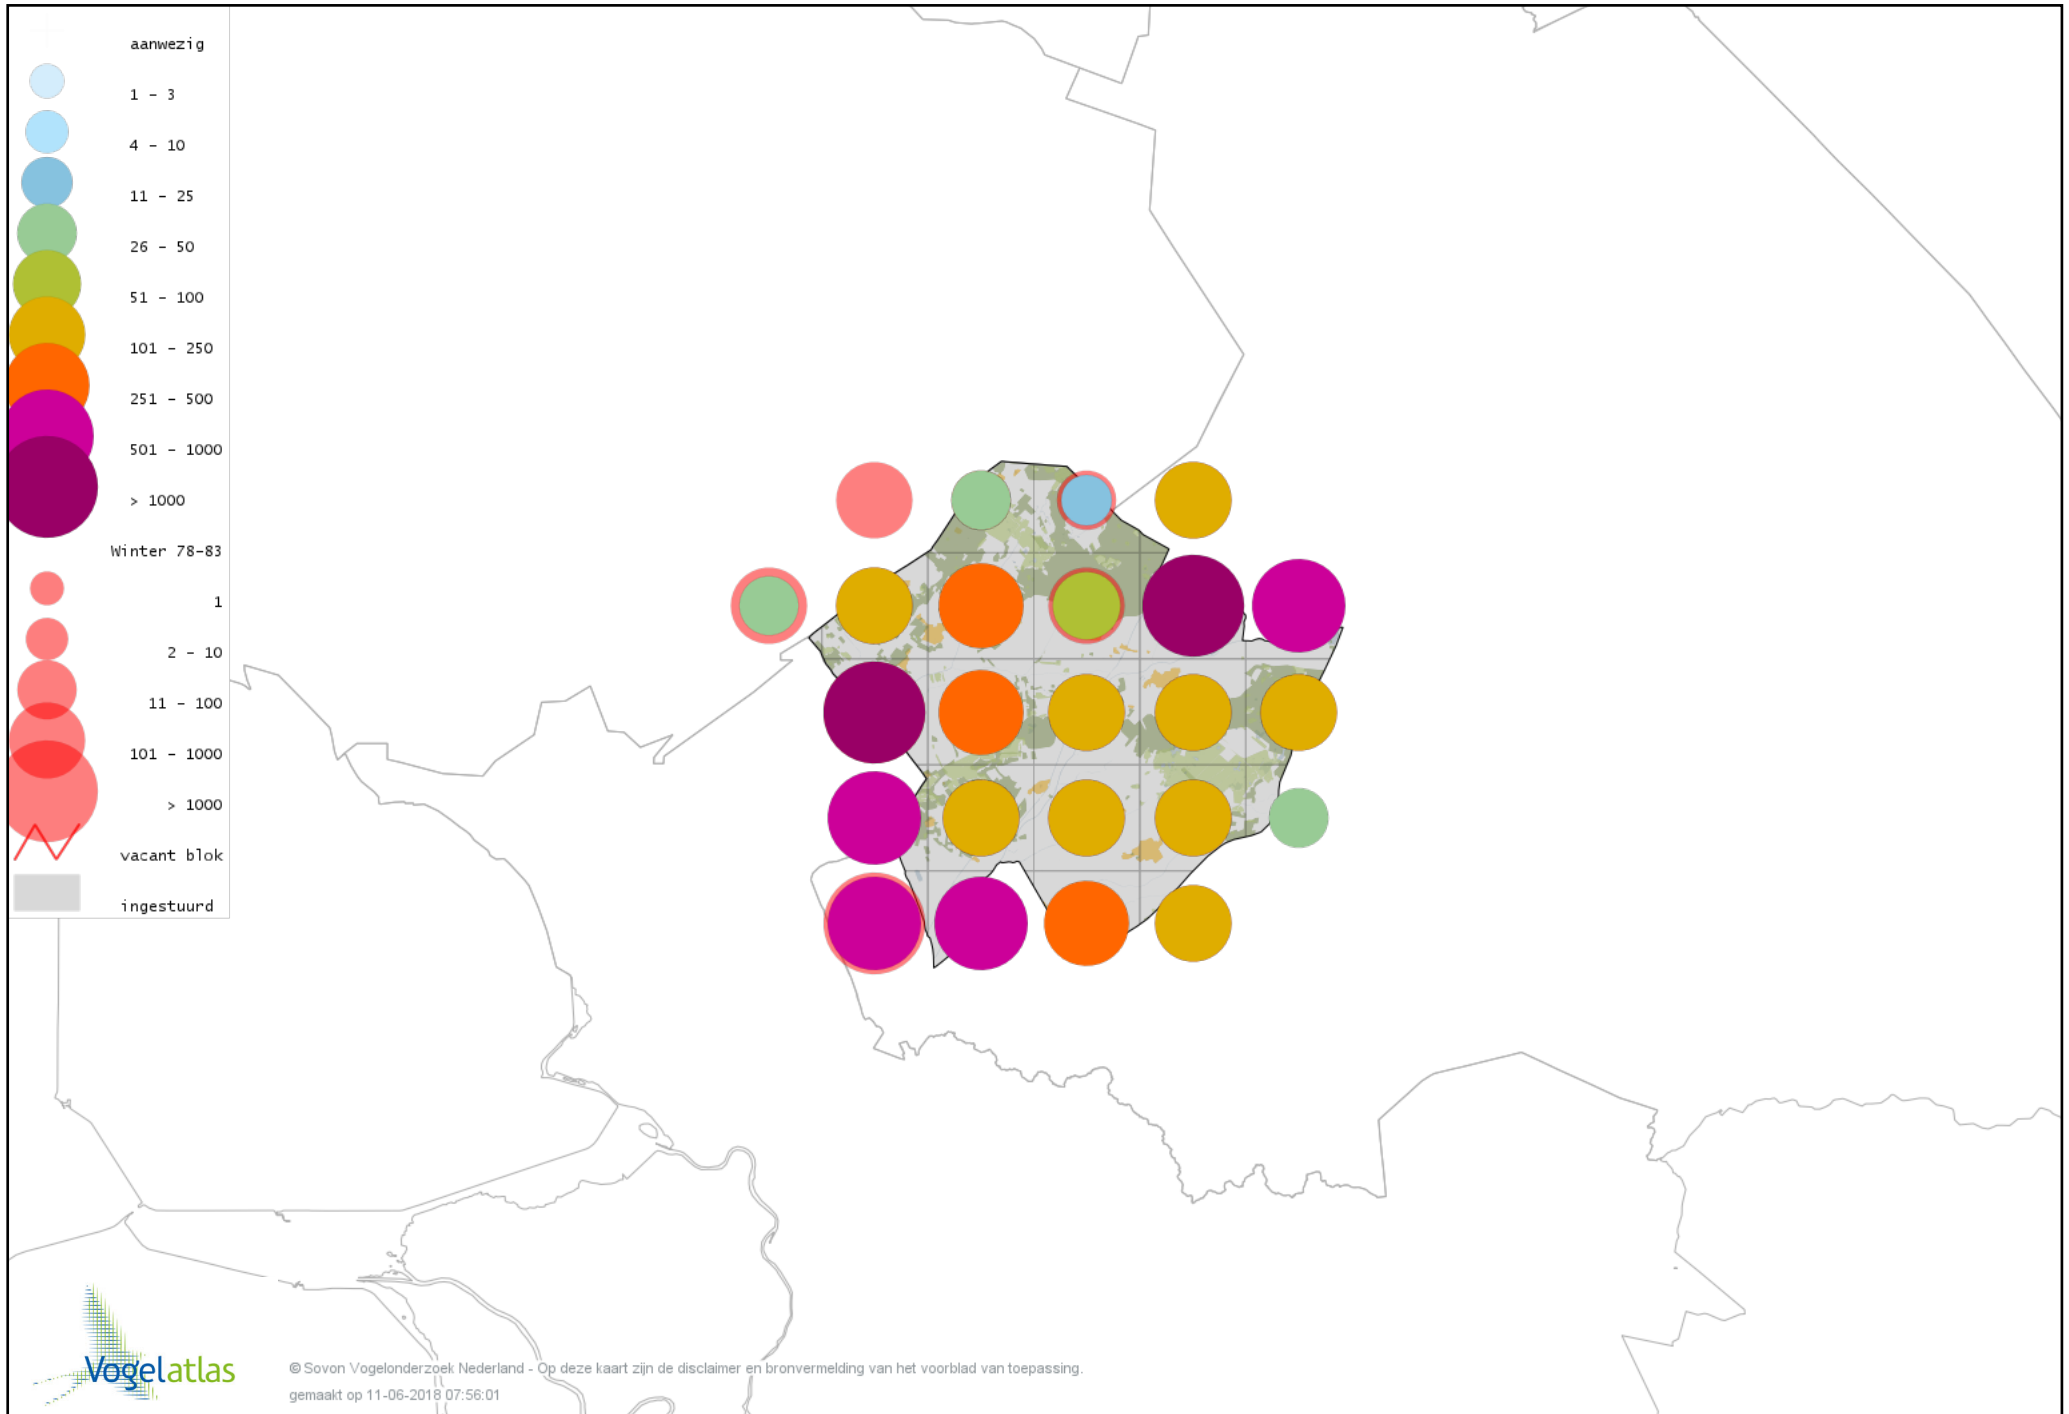 aanwezig
1 - 3
4 - 10
11 - 25
26 - 50
51 - 100
101 - 250
251 - 500
501 - 1000
> 1000
Winter 78-83
1
2 - 10
11 - 100
101 - 1000
> 1000
vacant blok
ingestuurd
Vogelatlas
© Sovon Vogelonderzoek Nederland - Op deze kaart zijn de disclaimer en bronvermelding van het voorblad van toepassing.
gemaakt op 11-06-2018 07:56:01